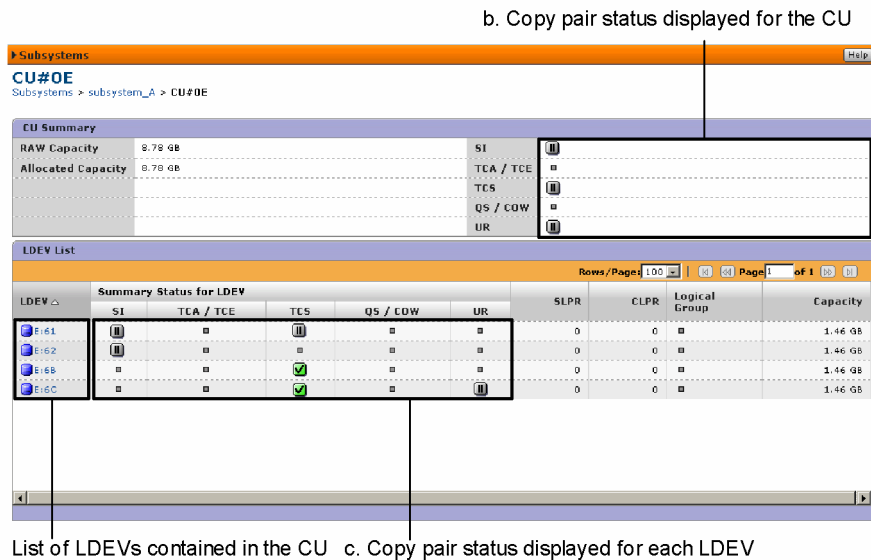 b. Copy pair status displayed for the CU
Subsystems Help
CU#0E
Subsystems > subsystem_A > CU#0E
CU Summary
RAW Capacity 8.78 GB SI
Allocated Capacity 8.78 GB TCA / TCE
TCS
QS / COW
UR
LDEV List
Rows/Page: 100 | Page 1 of 1
LDEV Summary Status for LDEV SLPR CLPR Logical Group Capacity
SI TCA / TCE TCS QS / COW UR
E:61 0 0 1.46 GB
E:62 0 0 1.46 GB
E:6B 0 0 1.46 GB
E:6C 0 0 1.46 GB
List of LDEVs contained in the CU c. Copy pair status displayed for each LDEV